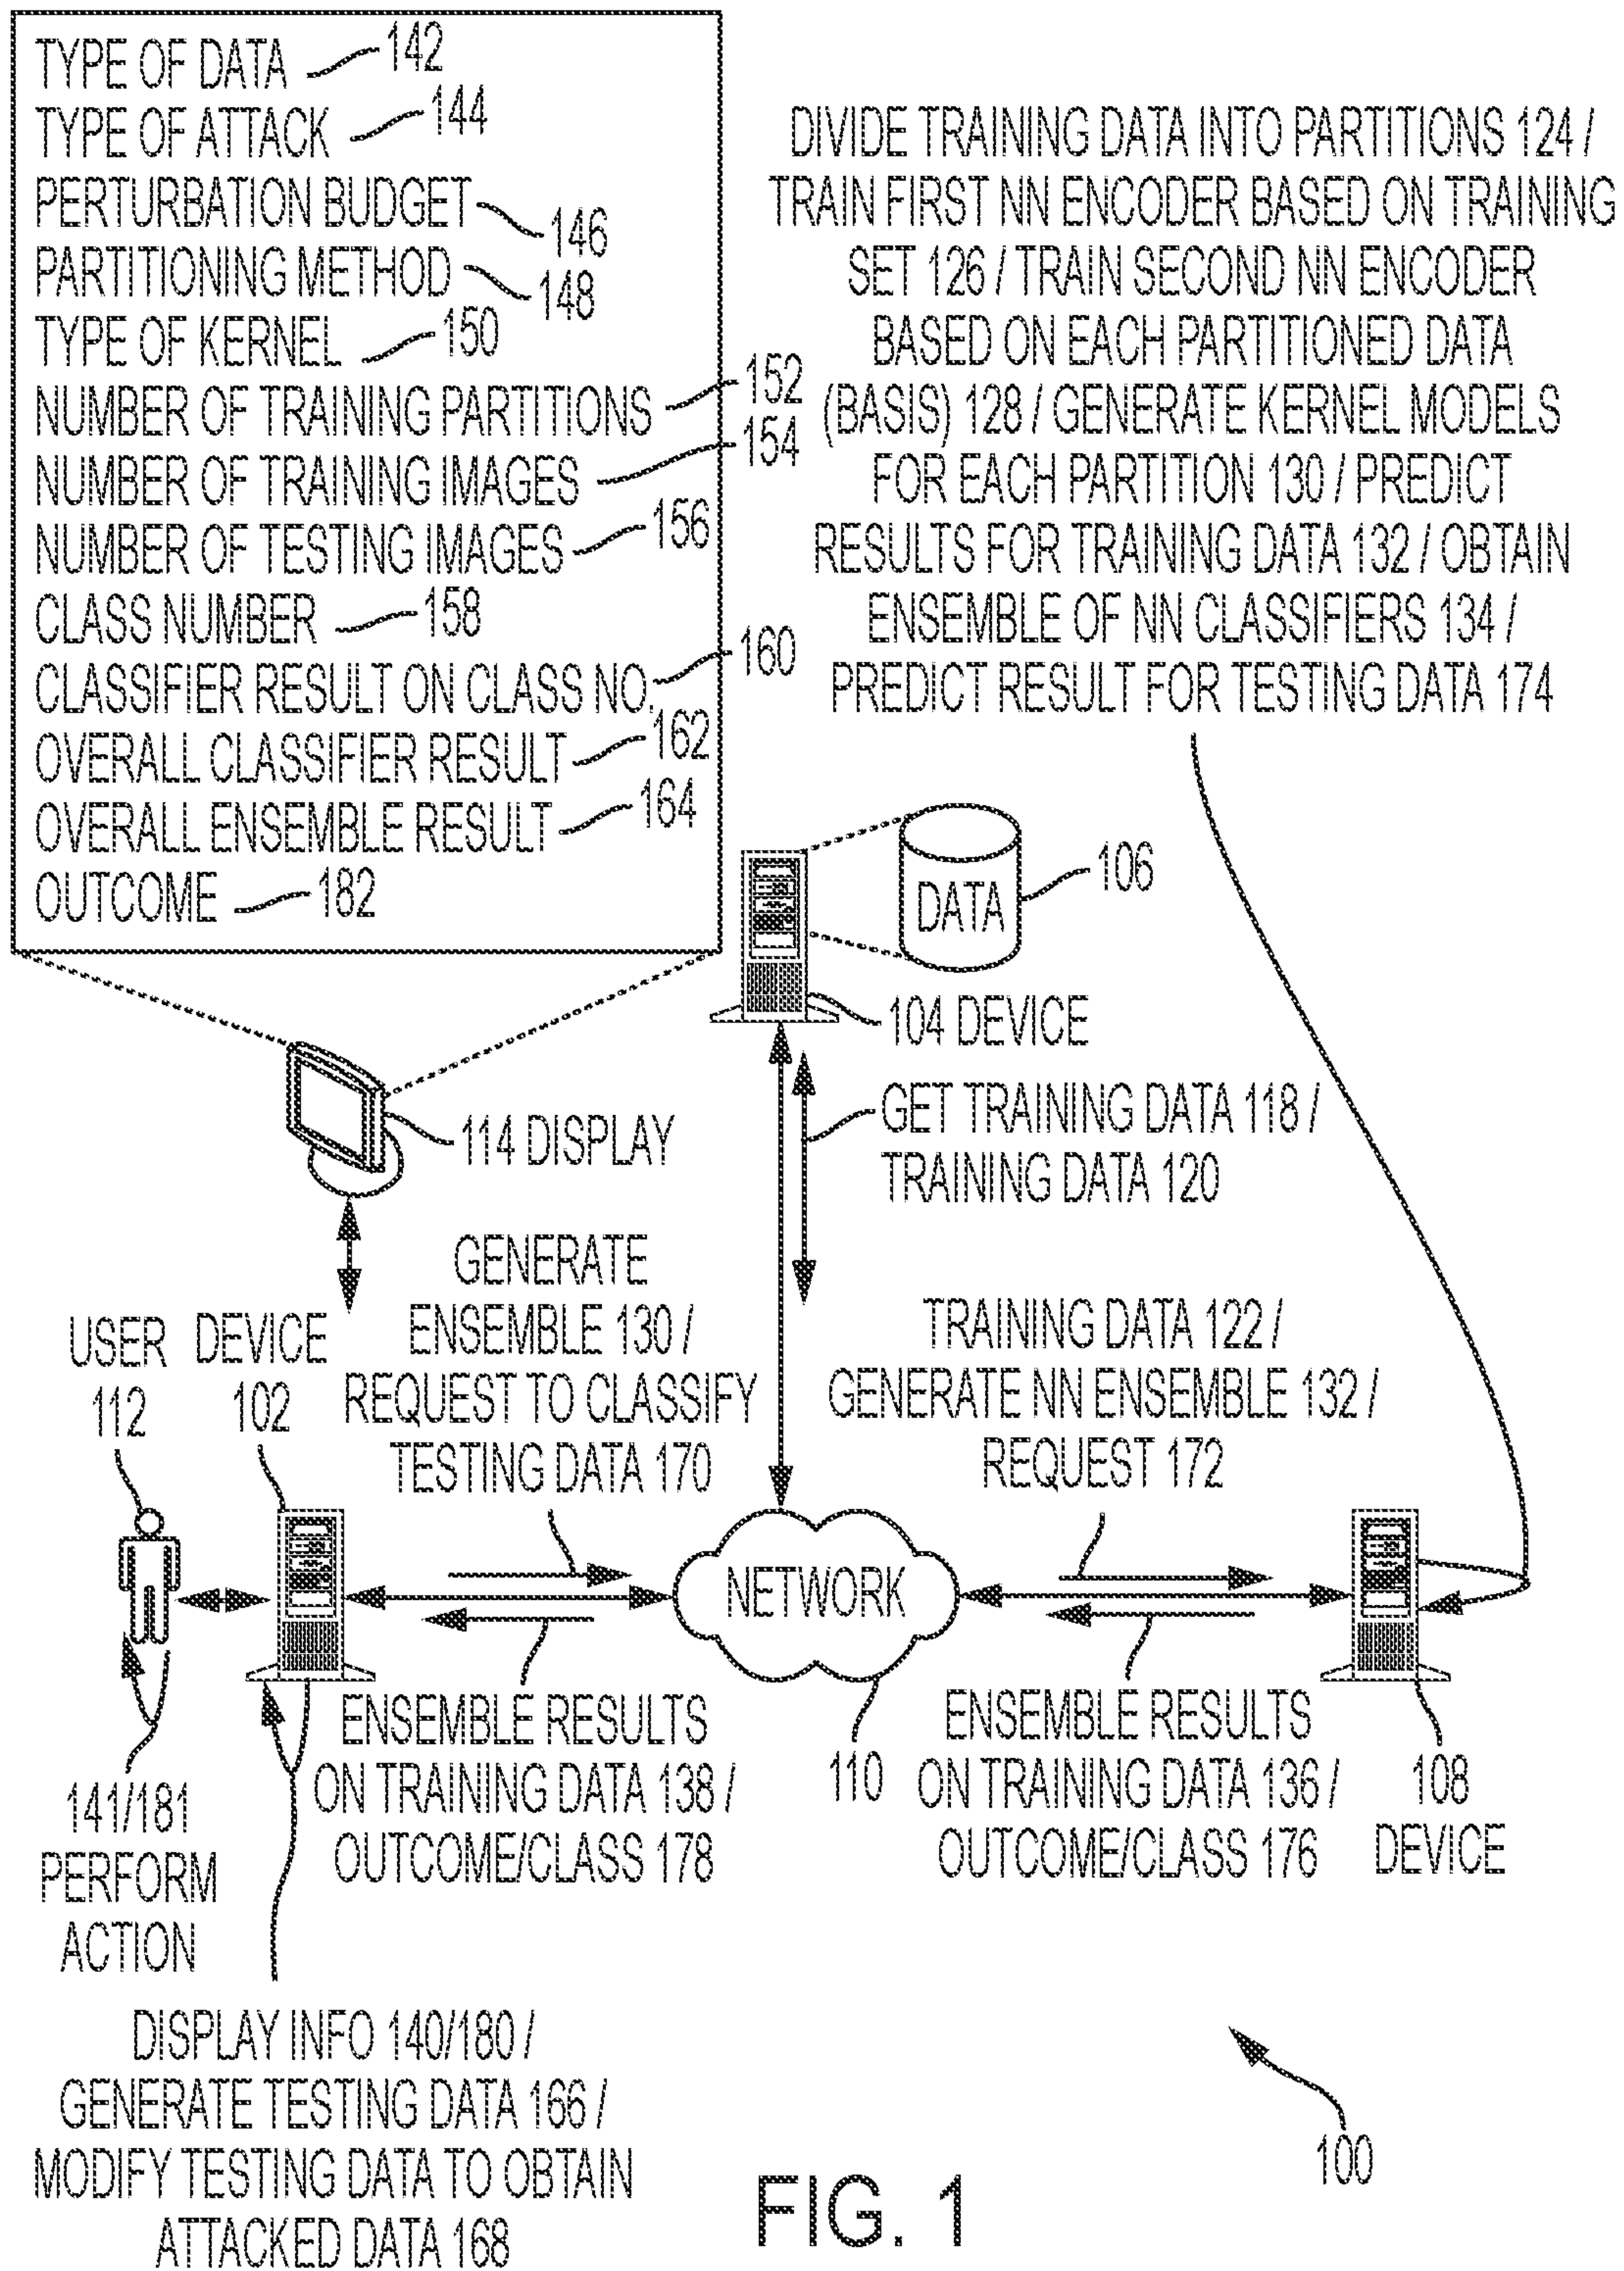 TYPE OF DATA 142
TYPE OF ATTACK 144
PERTURBATION BUDGET 146
PARTITIONING METHOD 148
TYPE OF KERNEL 150
NUMBER OF TRAINING PARTITIONS 152
NUMBER OF TRAINING IMAGES 154
NUMBER OF TESTING IMAGES 156
CLASS NUMBER 158
CLASSIFIER RESULT ON CLASS NO. 160
OVERALL CLASSIFIER RESULT 162
OVERALL ENSEMBLE RESULT 164
OUTCOME 182
DIVIDE TRAINING DATA INTO PARTITIONS 124 /
TRAIN FIRST NN ENCODER BASED ON TRAINING
SET 126 / TRAIN SECOND NN ENCODER
BASED ON EACH PARTITIONED DATA
(BASIS) 128 / GENERATE KERNEL MODELS
FOR EACH PARTITION 130 / PREDICT
RESULTS FOR TRAINING DATA 132 / OBTAIN
ENSEMBLE OF NN CLASSIFIERS 134 /
PREDICT RESULT FOR TESTING DATA 174
DATA
106
104 DEVICE
114 DISPLAY
GET TRAINING DATA 118 /
TRAINING DATA 120
USER
112
DEVICE
102
GENERATE
ENSEMBLE 130 /
REQUEST TO CLASSIFY
TESTING DATA 170
TRAINING DATA 122 /
GENERATE NN ENSEMBLE 132 /
REQUEST 172
NETWORK
110
141/181
PERFORM
ACTION
ENSEMBLE RESULTS
ON TRAINING DATA 138 /
OUTCOME/CLASS 178
ENSEMBLE RESULTS
ON TRAINING DATA 136 /
OUTCOME/CLASS 176
108
DEVICE
DISPLAY INFO 140/180 /
GENERATE TESTING DATA 166 /
MODIFY TESTING DATA TO OBTAIN
ATTACKED DATA 168
100
FIG. 1